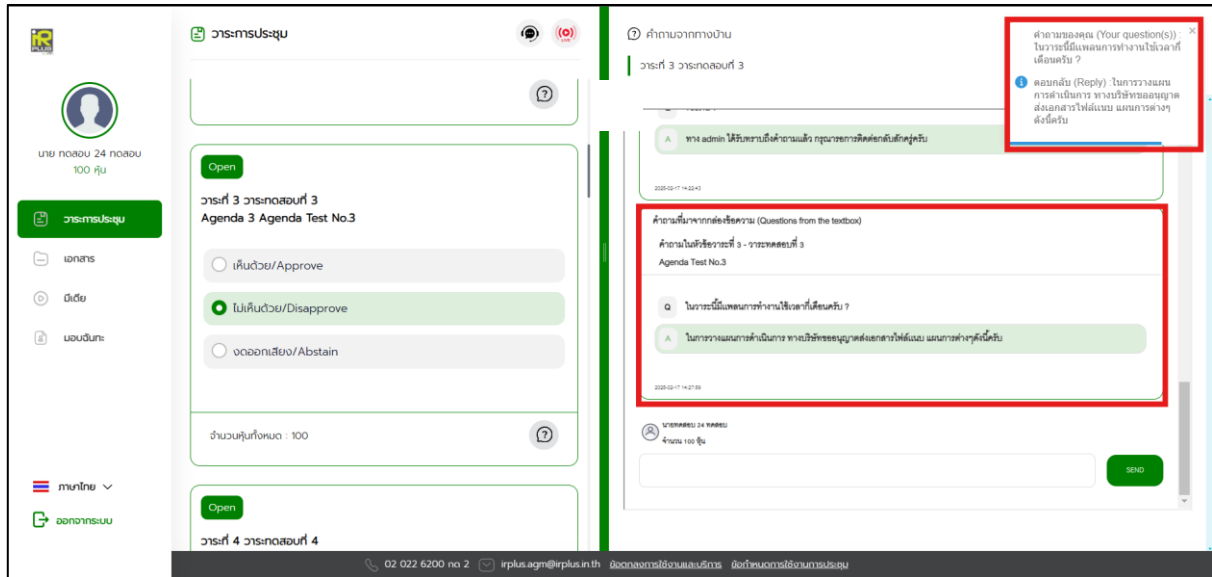 iR
PLUS
นาย ทดสอบ 24 ทดสอบ
100 หุ้น
วาระการประชุม
เอกสาร
มีเดีย
มอบฉันทะ
ภาษาไทย
ออกจากระบบ
วาระการประชุม
LIVE
Open
วาระที่ 3 วาระทดสอบที่ 3
Agenda 3 Agenda Test No.3
เห็นด้วย/Approve
ไม่เห็นด้วย/Disapprove
งดออกเสียง/Abstain
จำนวนหุ้นทั้งหมด : 100
Open
วาระที่ 4 วาระทดสอบที่ 4
คำถามจากทางบ้าน
วาระที่ 3 วาระทดสอบที่ 3
A ทาง admin ได้รับทราบถึงคำถามแล้ว กรุณารอการติดต่อกลับสักครู่ครับ
2025-02-17 14:22:43
คำถามที่มาจากกล่องข้อความ (Questions from the textbox)
คำถามในหัวข้อวาระที่ 3 - วาระทดสอบที่ 3
Agenda Test No.3
Q ในวาระนี้มีแพลนการทำงานใช้เวลากี่เดือนครับ ?
A ในการวางแผนการดำเนินการ ทางบริษัทขออนุญาตส่งเอกสารไฟล์แนบ แผนการต่างๆดังนี้ครับ
2025-02-17 14:27:59
นายทดสอบ 24 ทดสอบ
จำนวน 100 หุ้น
SEND
คำถามของคุณ (Your question(s)) :
ในวาระนี้มีแพลนการทำงานใช้เวลากี่
เดือนครับ ?
ตอบกลับ (Reply) :ในการวางแผน
การดำเนินการ ทางบริษัทขออนุญาต
ส่งเอกสารไฟล์แนบ แผนการต่างๆ
ดังนี้ครับ
02 022 6200 กด 2 irplus.agm@irplus.in.th ข้อตกลงการใช้งานและบริการ ข้อกำหนดการใช้งานการประชุม